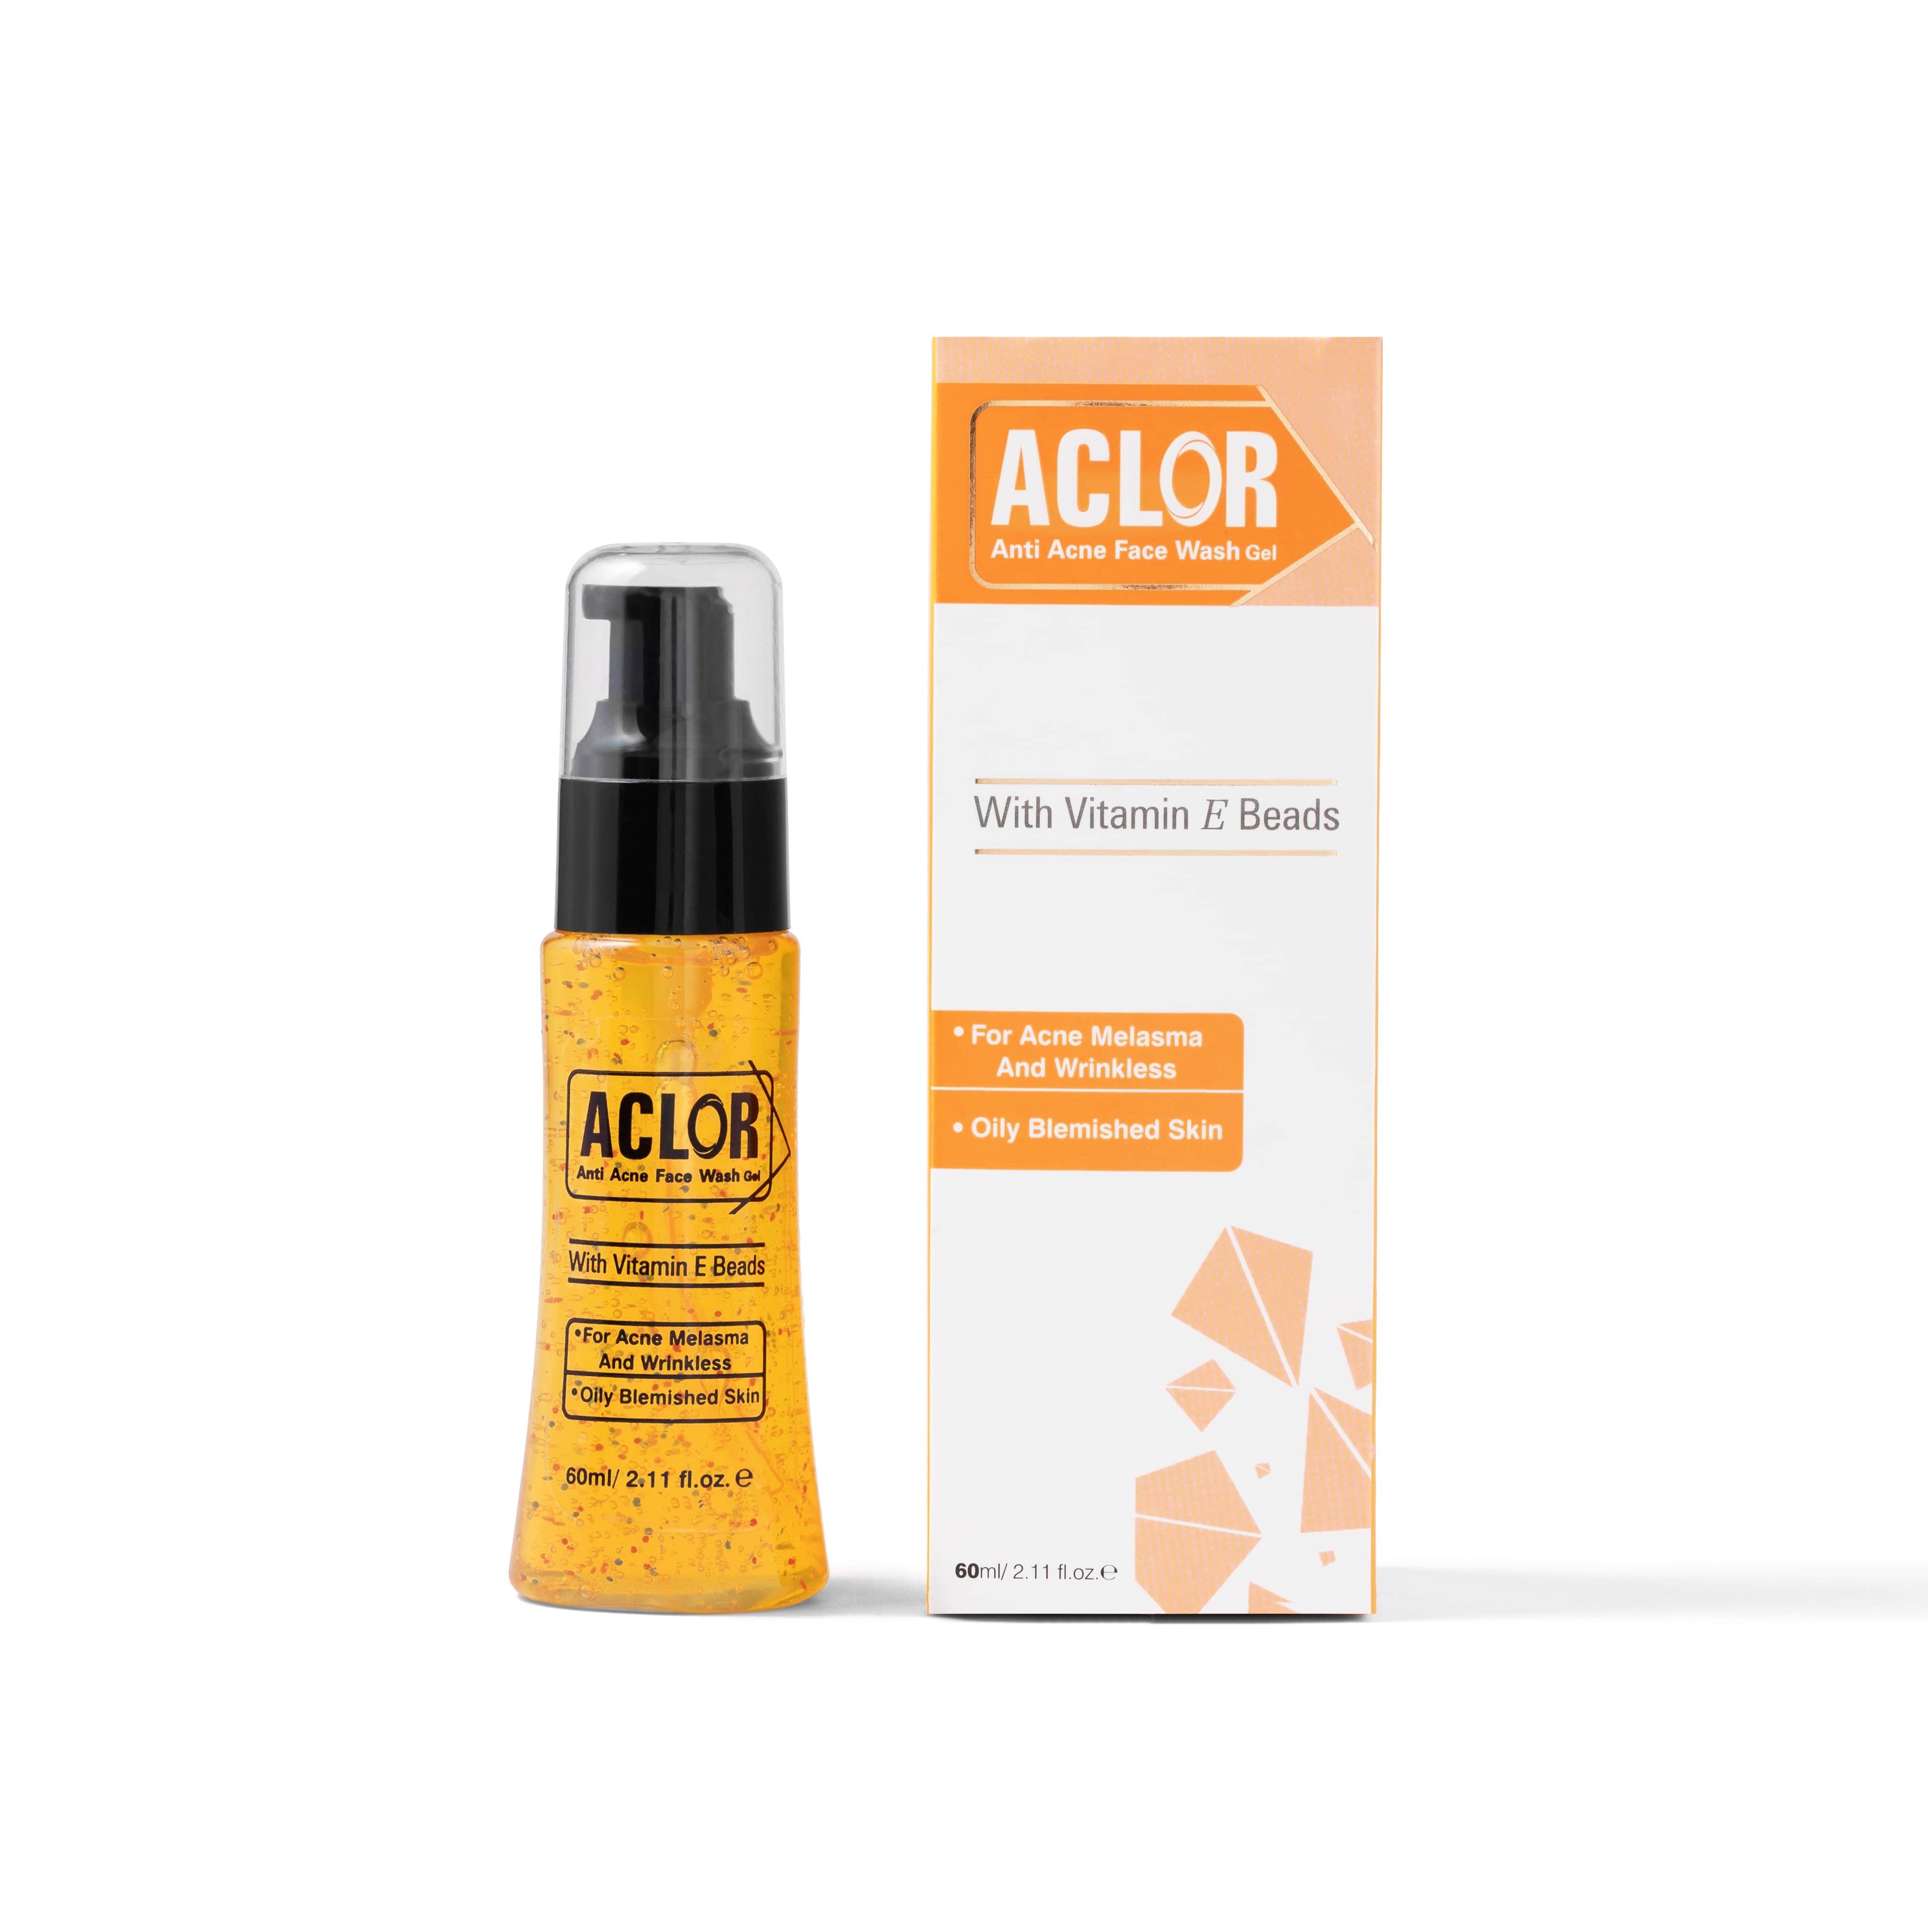 ACLOR
Anti Acne Face Wash Gel
With Vitamin E Beads
•For Acne Melasma
And Wrinkless
•Oily Blemished Skin
60ml/ 2.11 fl.oz. ℮
ACLOR
Anti Acne Face Wash Gel
With Vitamin E Beads
• For Acne Melasma
And Wrinkless
• Oily Blemished Skin
60ml/ 2.11 fl.oz.℮